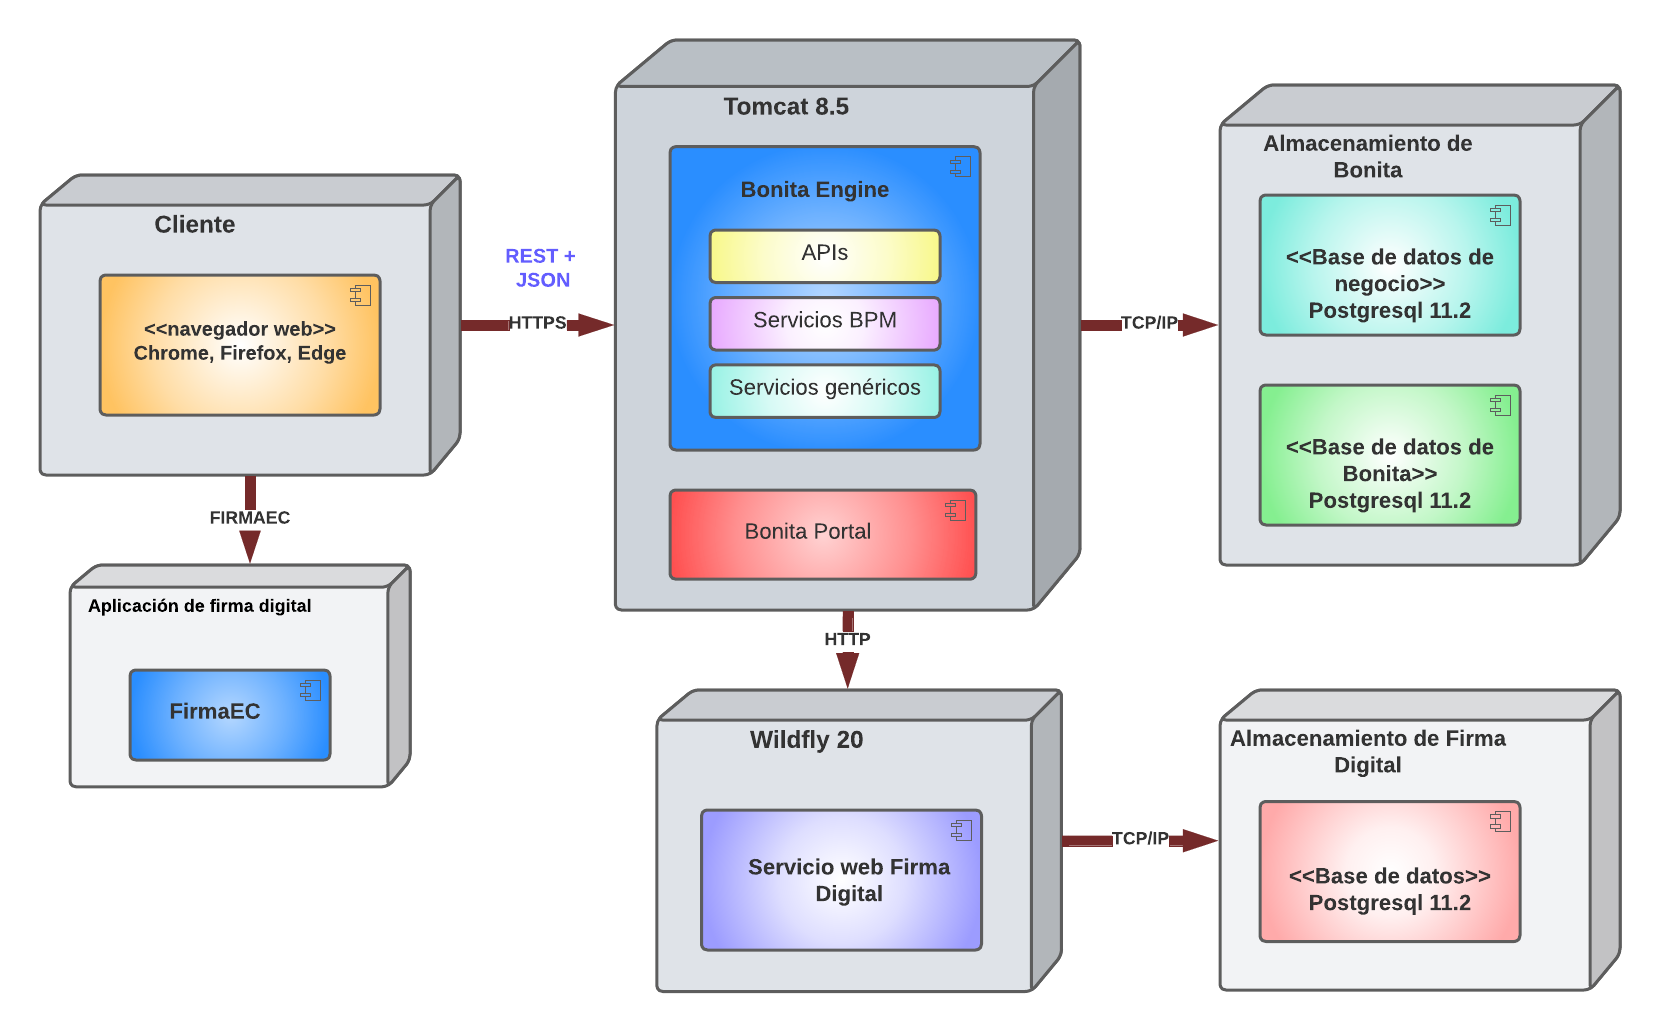 Tomcat 8.5
Bonita Engine
APIs
Servicios BPM
Servicios genéricos
Bonita Portal
Cliente
<<navegador web>>
Chrome, Firefox, Edge
REST +
JSON
HTTPS
TCP/IP
Almacenamiento de
Bonita
<<Base de datos de
negocio>>
Postgresql 11.2
<<Base de datos de
Bonita>>
Postgresql 11.2
FIRMAEC
Aplicación de firma digital
FirmaEC
HTTP
Wildfly 20
Servicio web Firma
Digital
TCP/IP
Almacenamiento de Firma
Digital
<<Base de datos>>
Postgresql 11.2